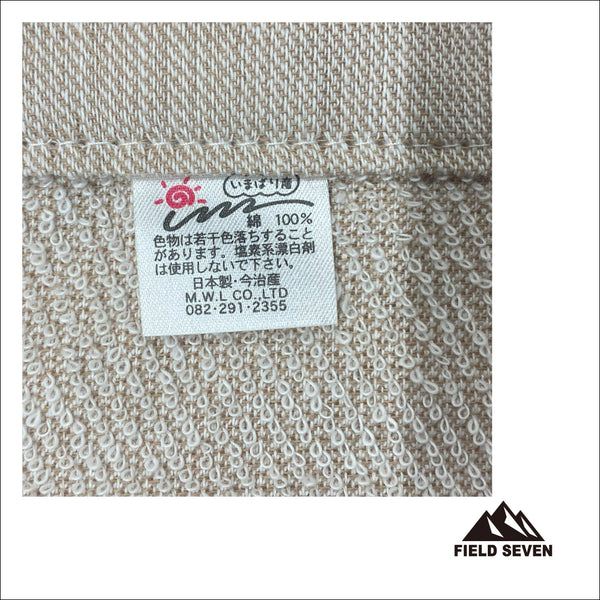 いまばり産
綿 100%
色物は若干色落ちすること
があります。塩素系漂白剤
は使用しないで下さい。
日本製・今治産
M.W.L CO.,LTD
082・291・2355
FIELD SEVEN